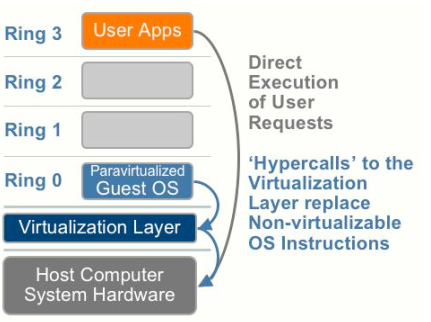 Ring 3
User Apps
Ring 2
Ring 1
Ring 0
Paravirtualized
Guest OS
Virtualization Layer
Host Computer
System Hardware
Direct
Execution
of User
Requests
‘Hypercalls’ to the
Virtualization
Layer replace
Non-virtualizable
OS Instructions